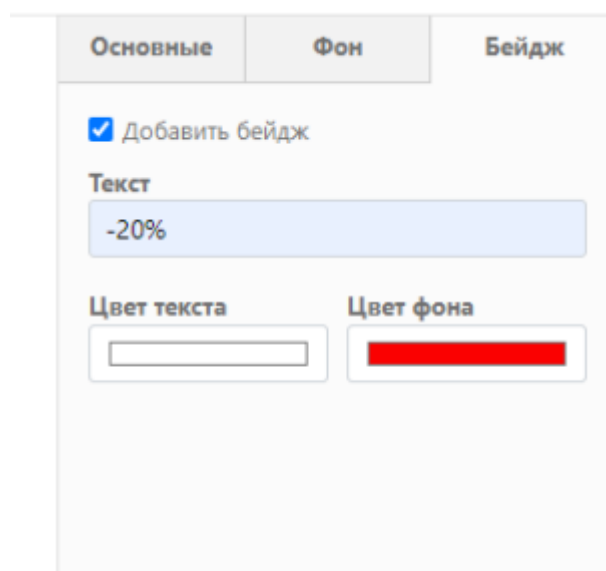 Основные Фон Бейдж
Добавить бейдж
Текст
-20%
Цвет текста Цвет фона